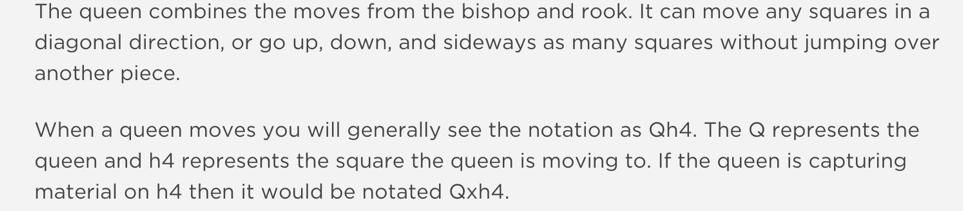 The queen combines the moves from the bishop and rook. It can move any squares in a
diagonal direction, or go up, down, and sideways as many squares without jumping over
another piece.
When a queen moves you will generally see the notation as Qh4. The Q represents the
queen and h4 represents the square the queen is moving to. If the queen is capturing
material on h4 then it would be notated Qxh4.